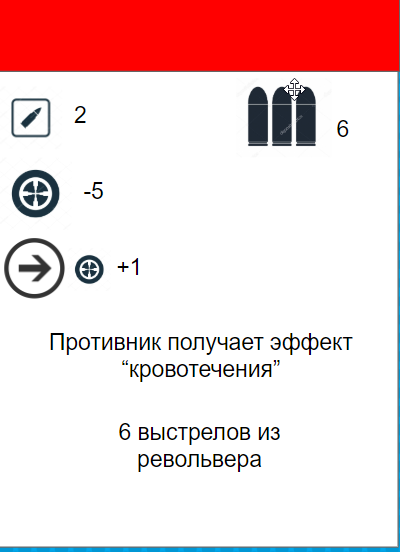 2
6
-5
+1
Противник получает эффект
“кровотечения”
6 выстрелов из
револьвера